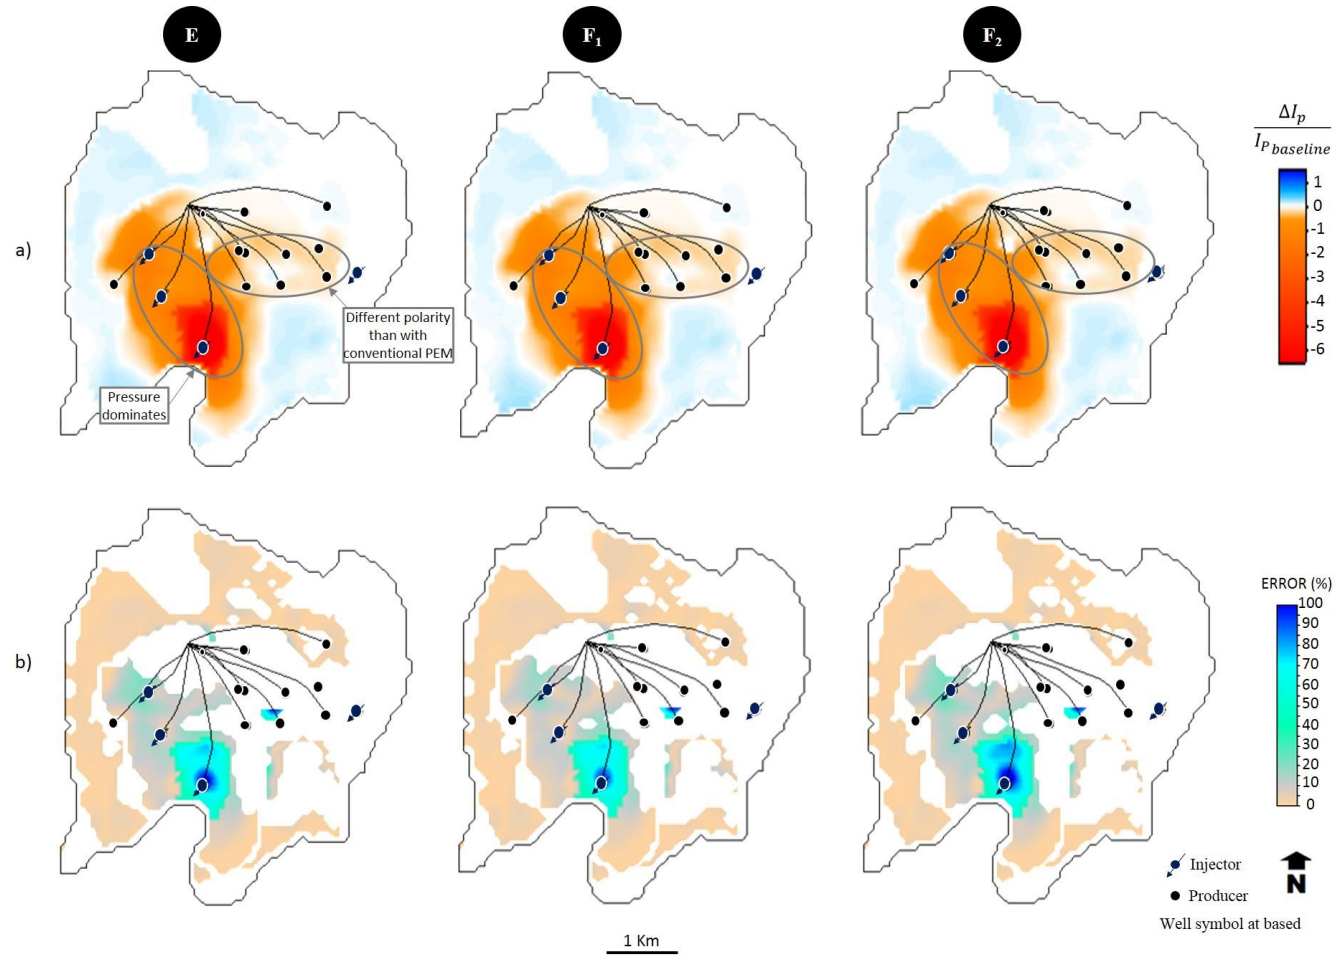 E
F₁
F₂
ΔIₚ
I_P baseline
1
0
-1
-2
-3
-4
-5
-6
a)
Different polarity
than with
conventional PEM
Pressure
dominates
ERROR (%)
100
90
80
70
60
50
40
30
20
10
0
b)
Injector
Producer
N
Well symbol at based
1 Km